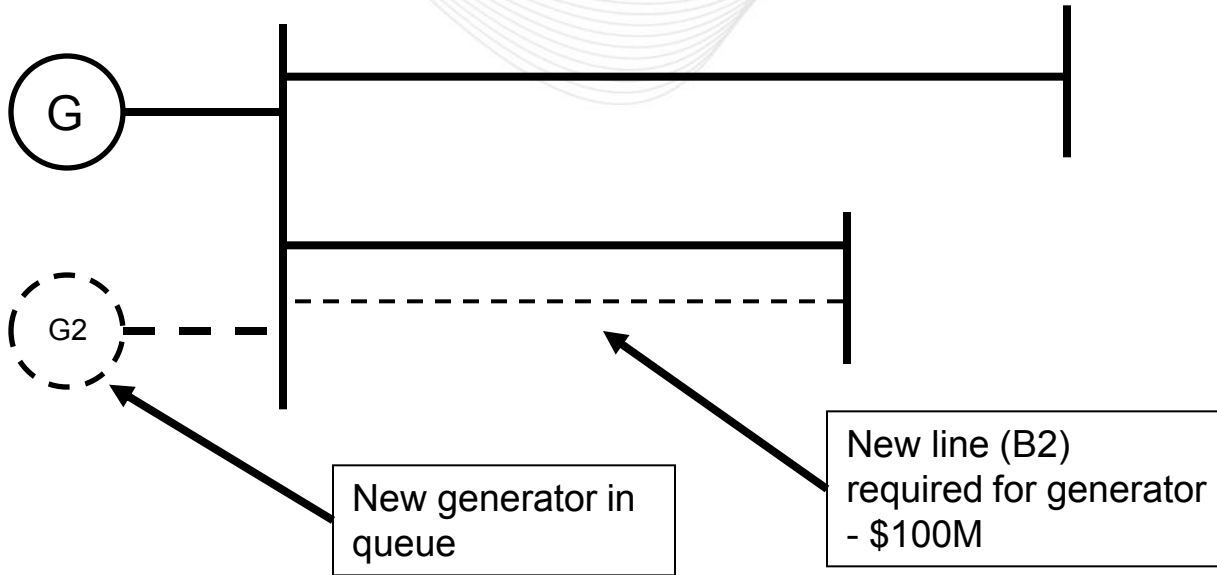 G
G2
New generator in
queue
New line (B2)
required for generator
- $100M